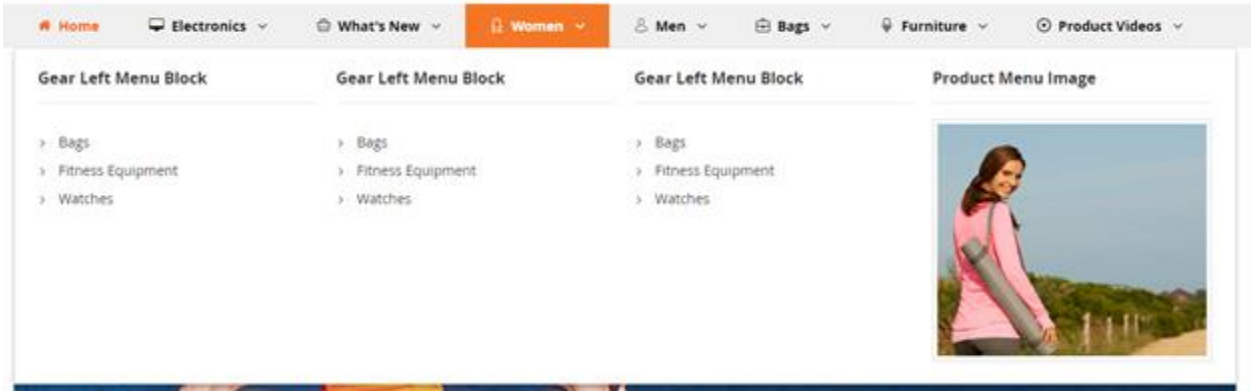 Home Electronics What's New Women Men Bags Furniture Product Videos
Gear Left Menu Block Gear Left Menu Block Gear Left Menu Block Product Menu Image
Bags Bags Bags
Fitness Equipment Fitness Equipment Fitness Equipment
Watches Watches Watches